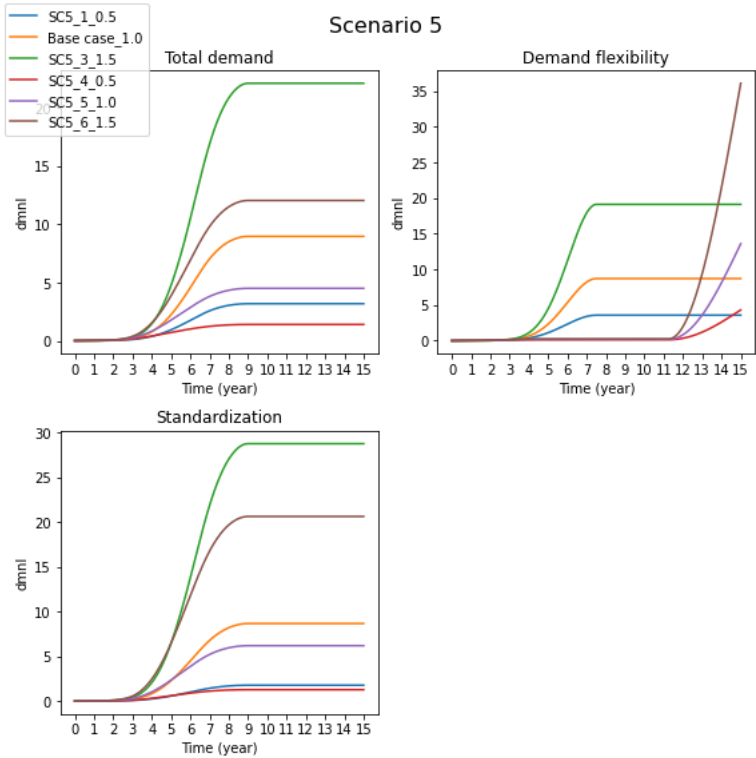 Scenario 5
SC5_1_0.5
Base case_1.0
SC5_3_1.5
SC5_4_0.5
SC5_5_1.0
SC5_6_1.5
Total demand
20
15
10
5
0
dmnl
0 1 2 3 4 5 6 7 8 9 10 11 12 13 14 15
Time (year)
Demand flexibility
35
30
25
20
15
10
5
0
dmnl
0 1 2 3 4 5 6 7 8 9 10 11 12 13 14 15
Time (year)
Standardization
30
25
20
15
10
5
0
dmnl
0 1 2 3 4 5 6 7 8 9 10 11 12 13 14 15
Time (year)